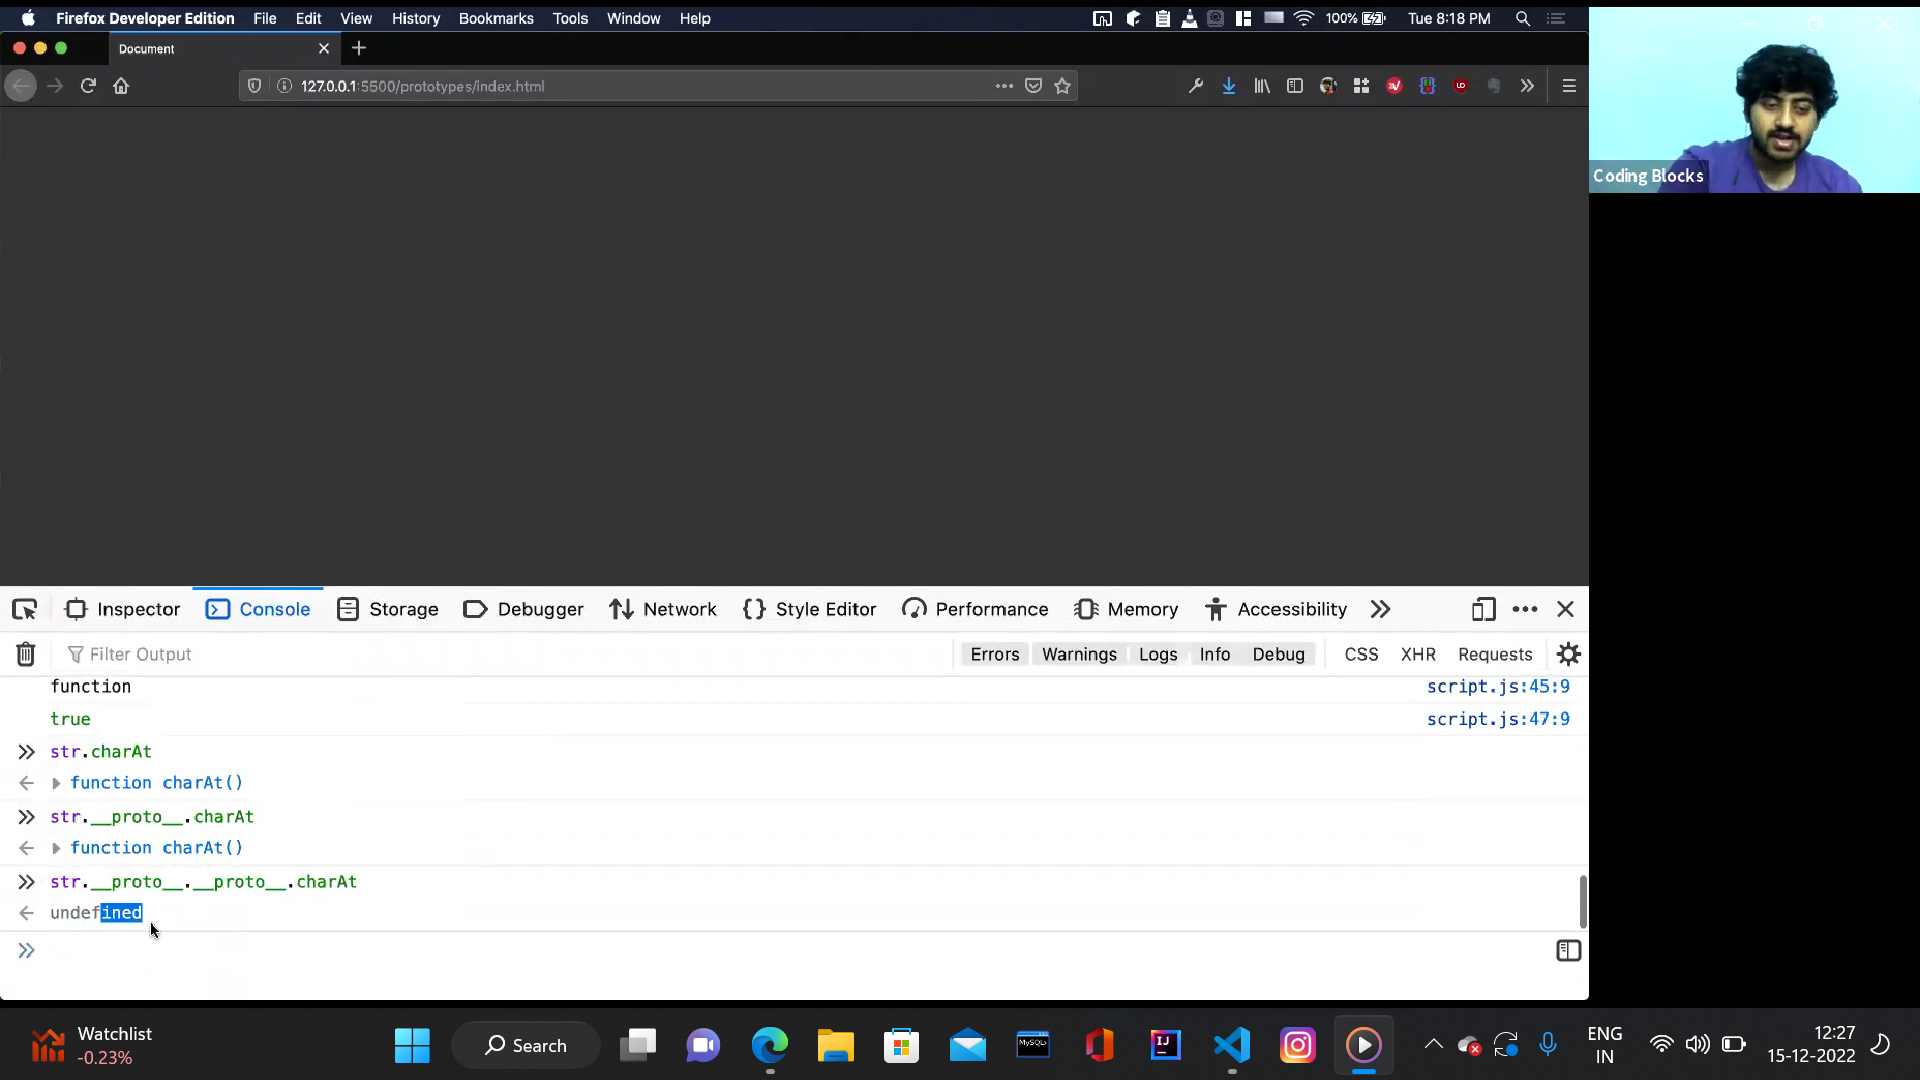 Firefox Developer Edition File Edit View History Bookmarks Tools Window Help 100% Tue 8:18 PM
Document
127.0.0.1:5500/prototypes/index.html
Coding Blocks
Inspector Console Storage Debugger Network Style Editor Performance Memory Accessibility
Filter Output Errors Warnings Logs Info Debug CSS XHR Requests
function script.js:45:9
true script.js:47:9
str.charAt
function charAt()
str.__proto__.charAt
function charAt()
str.__proto__.__proto__.charAt
undefined
Watchlist
-0.23%
Search
MySQL
IJ
ENG
IN
12:27
15-12-2022